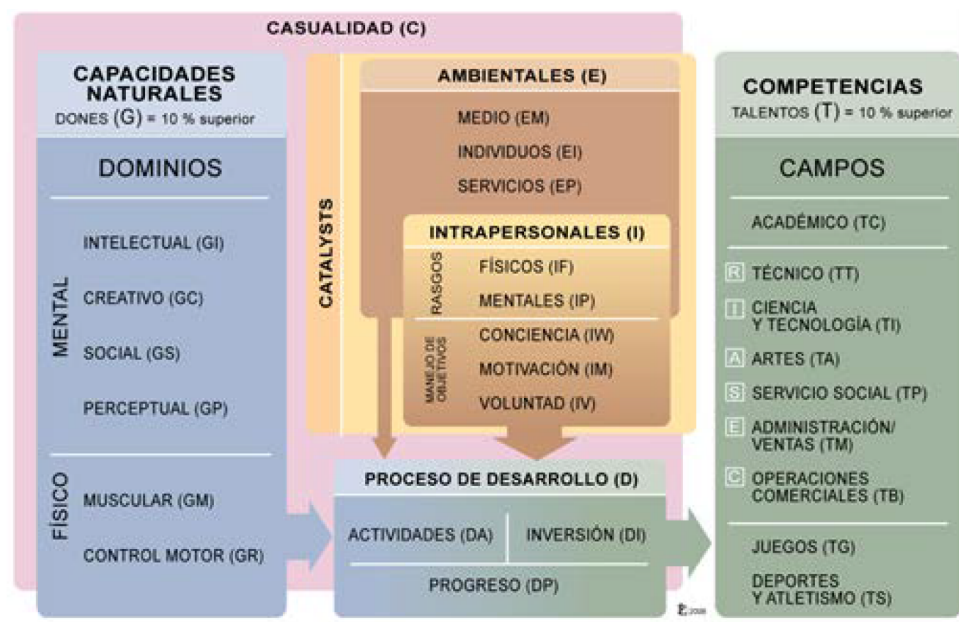 CASUALIDAD (C)
CAPACIDADES
NATURALES
DONES (G) = 10 % superior
DOMINIOS
MENTAL
INTELECTUAL (GI)
CREATIVO (GC)
SOCIAL (GS)
PERCEPTUAL (GP)
FÍSICO
MUSCULAR (GM)
CONTROL MOTOR (GR)
CATALYSTS
AMBIENTALES (E)
MEDIO (EM)
INDIVIDUOS (EI)
SERVICIOS (EP)
INTRAPERSONALES (I)
RASGOS
FÍSICOS (IF)
MENTALES (IP)
MANEJO DE
OBJETIVOS
CONCIENCIA (IW)
MOTIVACIÓN (IM)
VOLUNTAD (IV)
PROCESO DE DESARROLLO (D)
ACTIVIDADES (DA)
INVERSIÓN (DI)
PROGRESO (DP)
COMPETENCIAS
TALENTOS (T) = 10 % superior
CAMPOS
ACADÉMICO (TC)
R TÉCNICO (TT)
I CIENCIA
Y TECNOLOGÍA (TI)
A ARTES (TA)
S SERVICIO SOCIAL (TP)
E ADMINISTRACIÓN/
VENTAS (TM)
C OPERACIONES
COMERCIALES (TB)
JUEGOS (TG)
DEPORTES
Y ATLETISMO (TS)